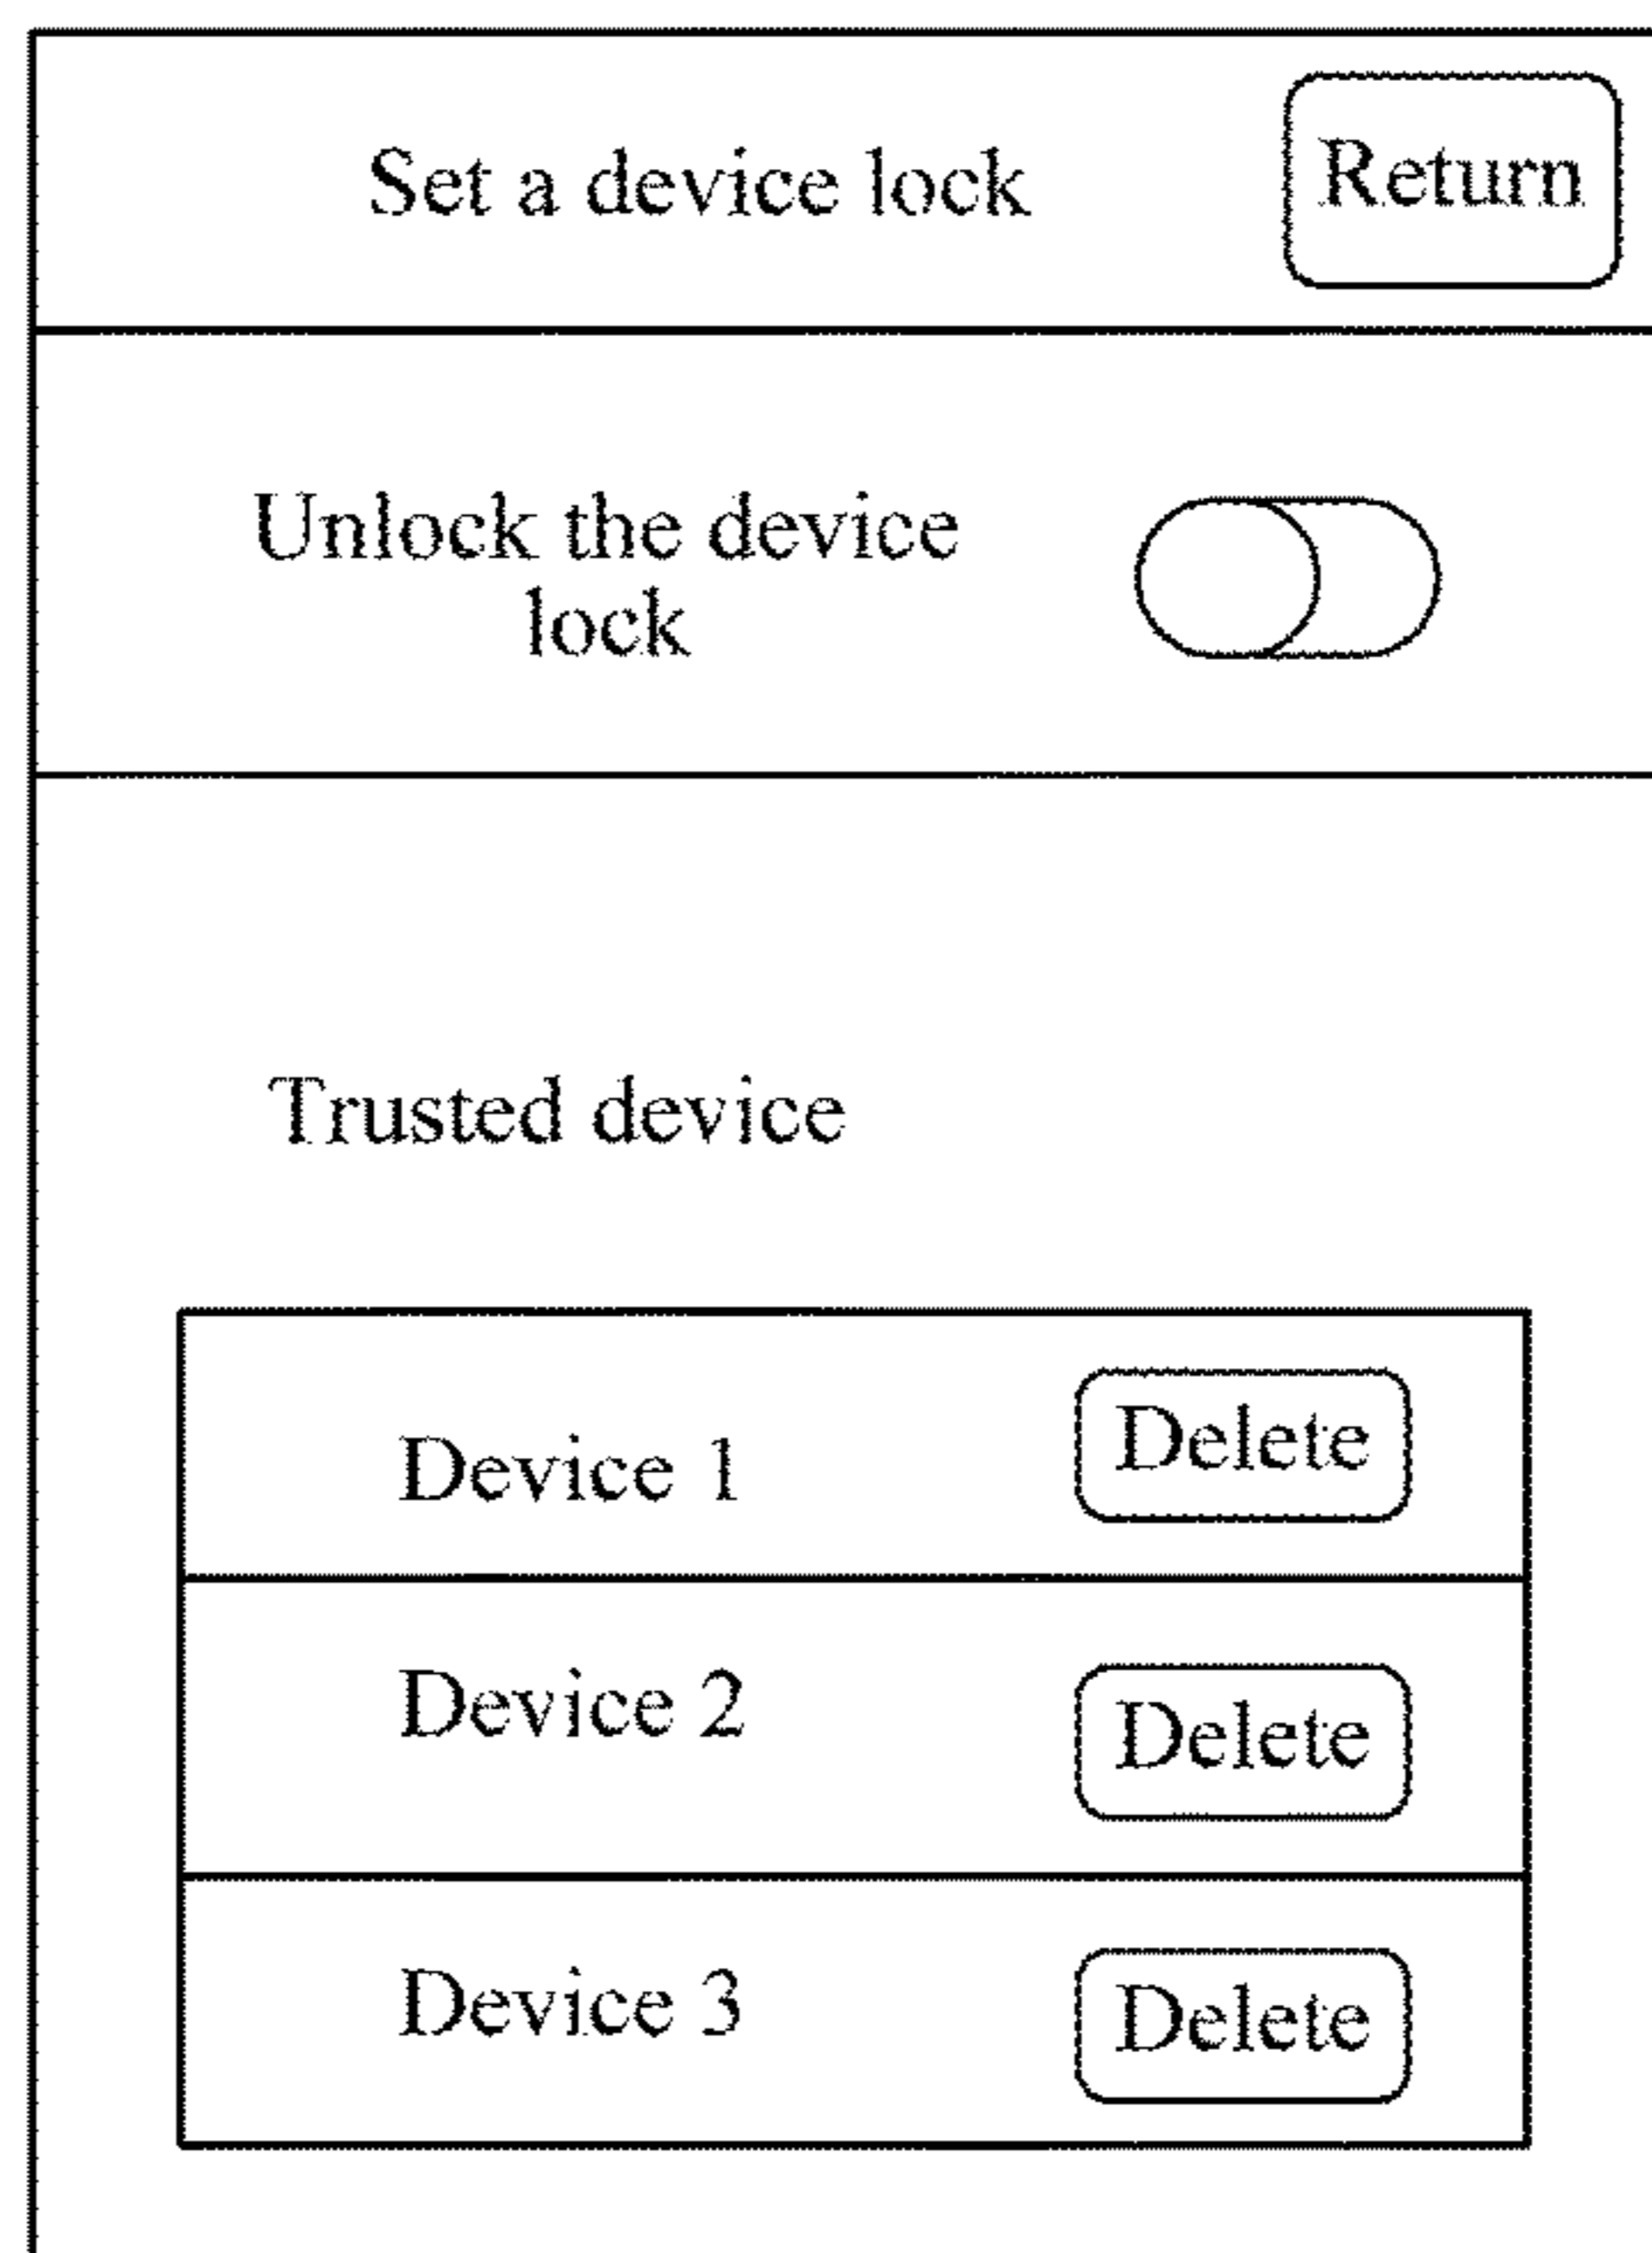 Set a device lock Return
Unlock the device
lock
Trusted device
Device 1 Delete
Device 2 Delete
Device 3 Delete